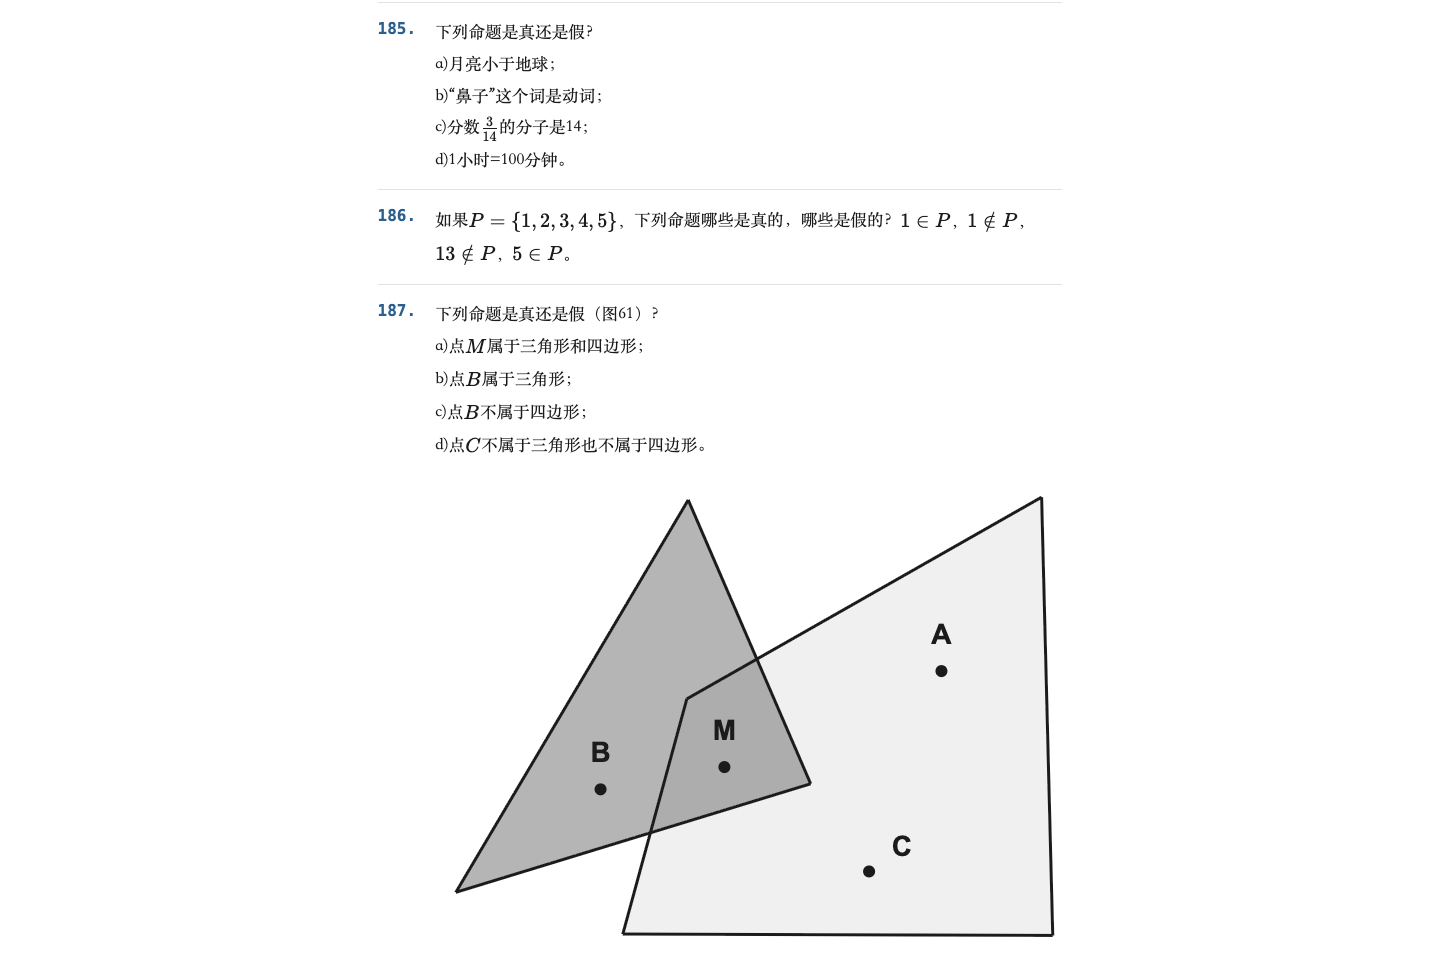 185. 下列命题是真还是假?
a)月亮小于地球;
b)“鼻子”这个词是动词;
c)分数 3/14 的分子是14;
d)1小时=100分钟。
186. 如果P = {1, 2, 3, 4, 5}, 下列命题哪些是真的, 哪些是假的? 1 ∈ P, 1 ∉ P,
13 ∉ P, 5 ∈ P。
187. 下列命题是真还是假（图61）?
a)点M属于三角形和四边形;
b)点B属于三角形;
c)点B不属于四边形;
d)点C不属于三角形也不属于四边形。
A
M
B
C